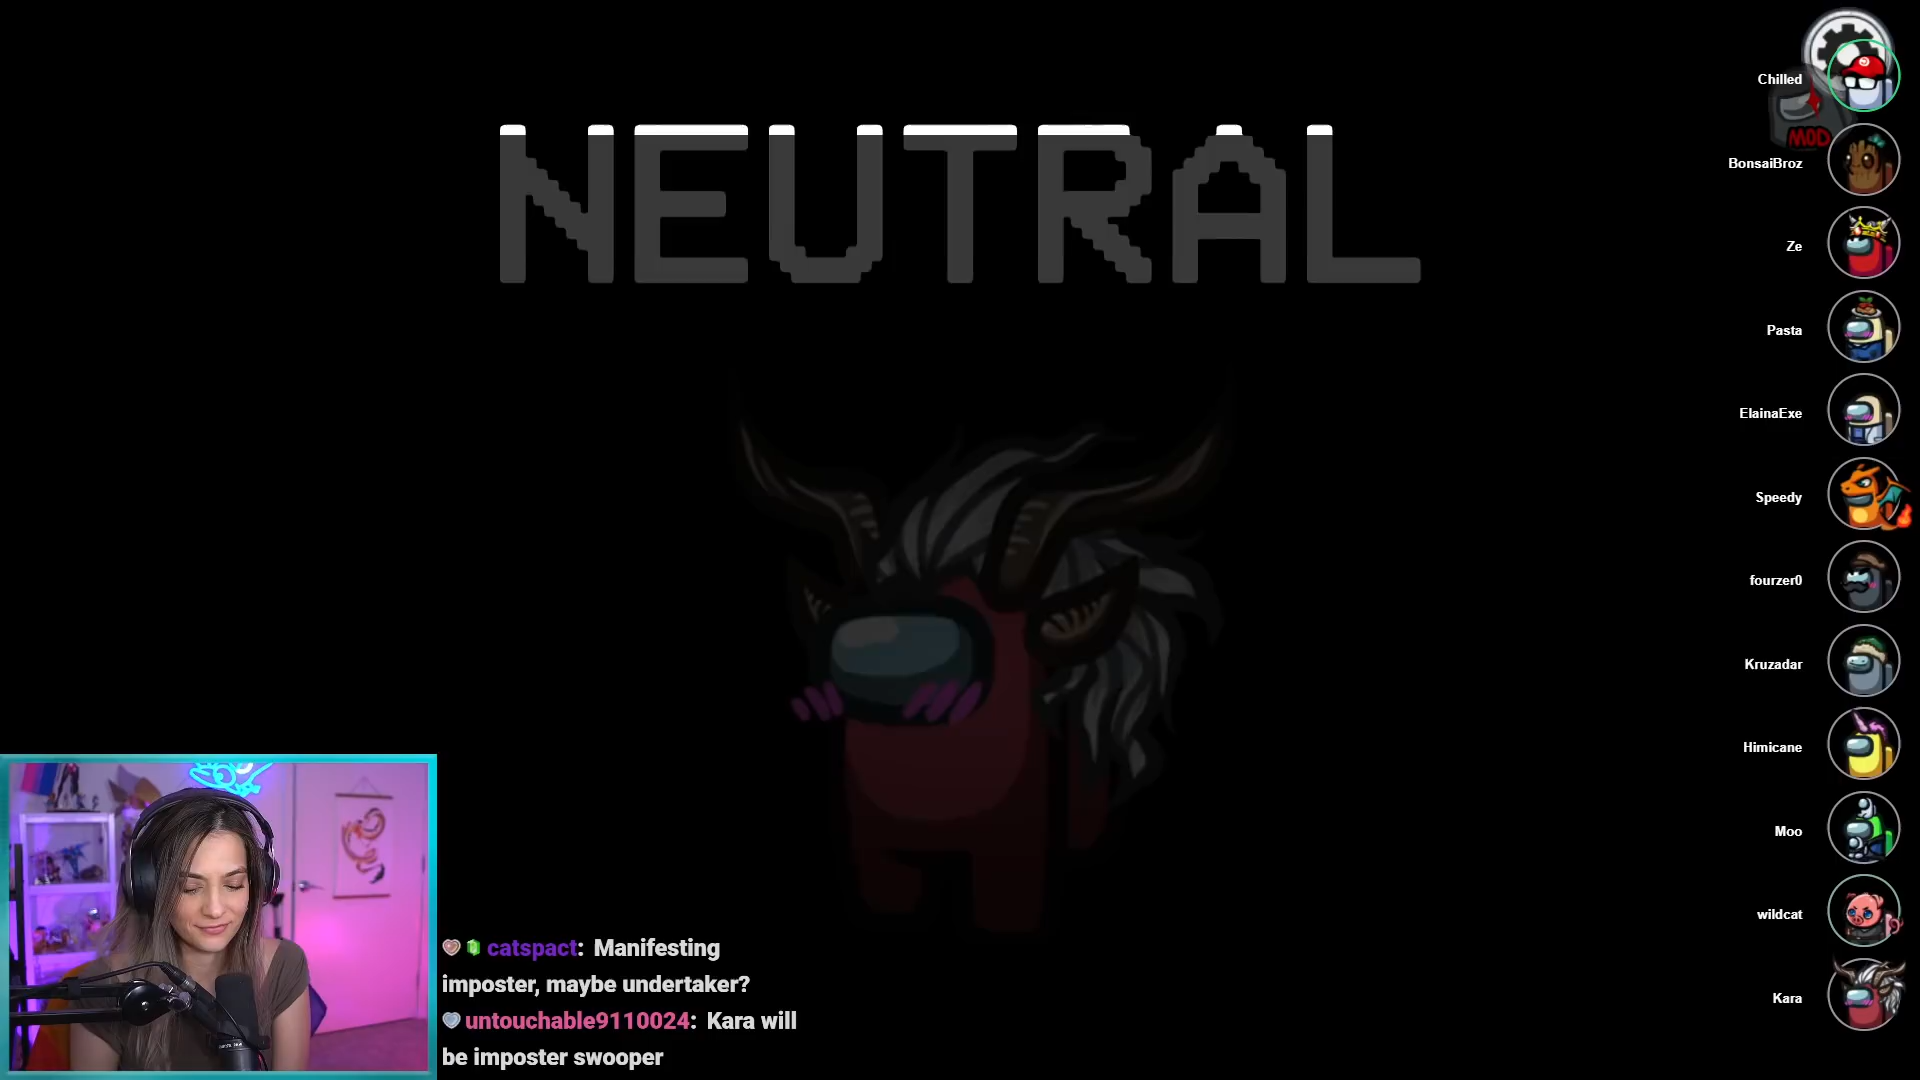 NEUTRAL
Chilled
MOD
BonsaiBroz
Ze
Pasta
ElainaExe
Speedy
fourzer0
Kruzadar
Himicane
Moo
wildcat
Kara
catspact: Manifesting
imposter, maybe undertaker?
untouchable9110024: Kara will
be imposter swooper